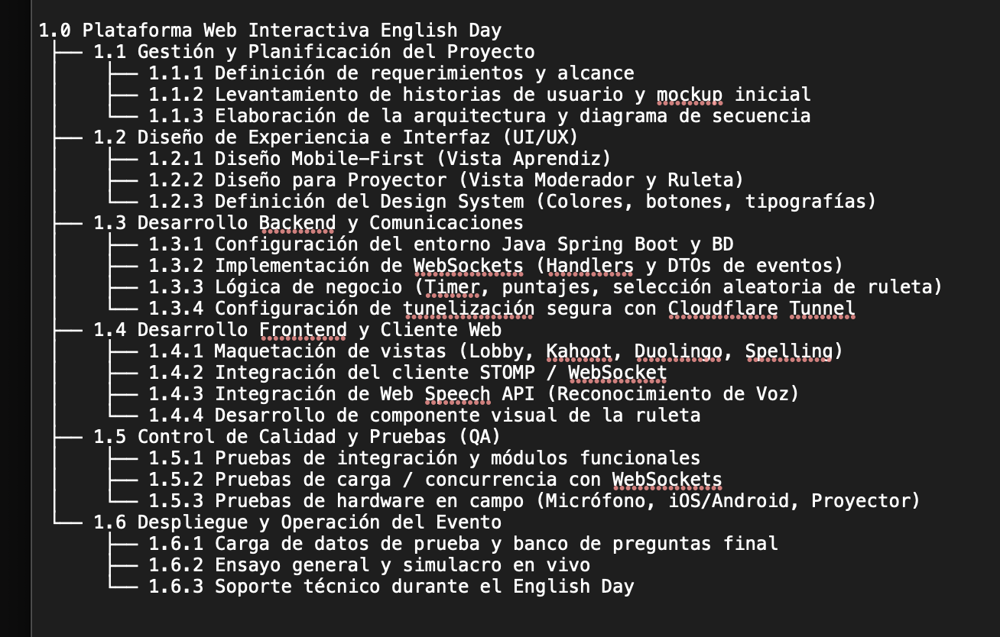 1.0 Plataforma Web Interactiva English Day
├── 1.1 Gestión y Planificación del Proyecto
│   ├── 1.1.1 Definición de requerimientos y alcance
│   ├── 1.1.2 Levantamiento de historias de usuario y mockup inicial
│   └── 1.1.3 Elaboración de la arquitectura y diagrama de secuencia
├── 1.2 Diseño de Experiencia e Interfaz (UI/UX)
│   ├── 1.2.1 Diseño Mobile-First (Vista Aprendiz)
│   ├── 1.2.2 Diseño para Proyector (Vista Moderador y Ruleta)
│   └── 1.2.3 Definición del Design System (Colores, botones, tipografías)
├── 1.3 Desarrollo Backend y Comunicaciones
│   ├── 1.3.1 Configuración del entorno Java Spring Boot y BD
│   ├── 1.3.2 Implementación de WebSockets (Handlers y DTOs de eventos)
│   ├── 1.3.3 Lógica de negocio (Timer, puntajes, selección aleatoria de ruleta)
│   └── 1.3.4 Configuración de tunelización segura con Cloudflare Tunnel
├── 1.4 Desarrollo Frontend y Cliente Web
│   ├── 1.4.1 Maquetación de vistas (Lobby, Kahoot, Duolingo, Spelling)
│   ├── 1.4.2 Integración del cliente STOMP / WebSocket
│   ├── 1.4.3 Integración de Web Speech API (Reconocimiento de Voz)
│   └── 1.4.4 Desarrollo de componente visual de la ruleta
├── 1.5 Control de Calidad y Pruebas (QA)
│   ├── 1.5.1 Pruebas de integración y módulos funcionales
│   ├── 1.5.2 Pruebas de carga / concurrencia con WebSockets
│   └── 1.5.3 Pruebas de hardware en campo (Micrófono, iOS/Android, Proyector)
└── 1.6 Despliegue y Operación del Evento
    ├── 1.6.1 Carga de datos de prueba y banco de preguntas final
    ├── 1.6.2 Ensayo general y simulacro en vivo
    └── 1.6.3 Soporte técnico durante el English Day